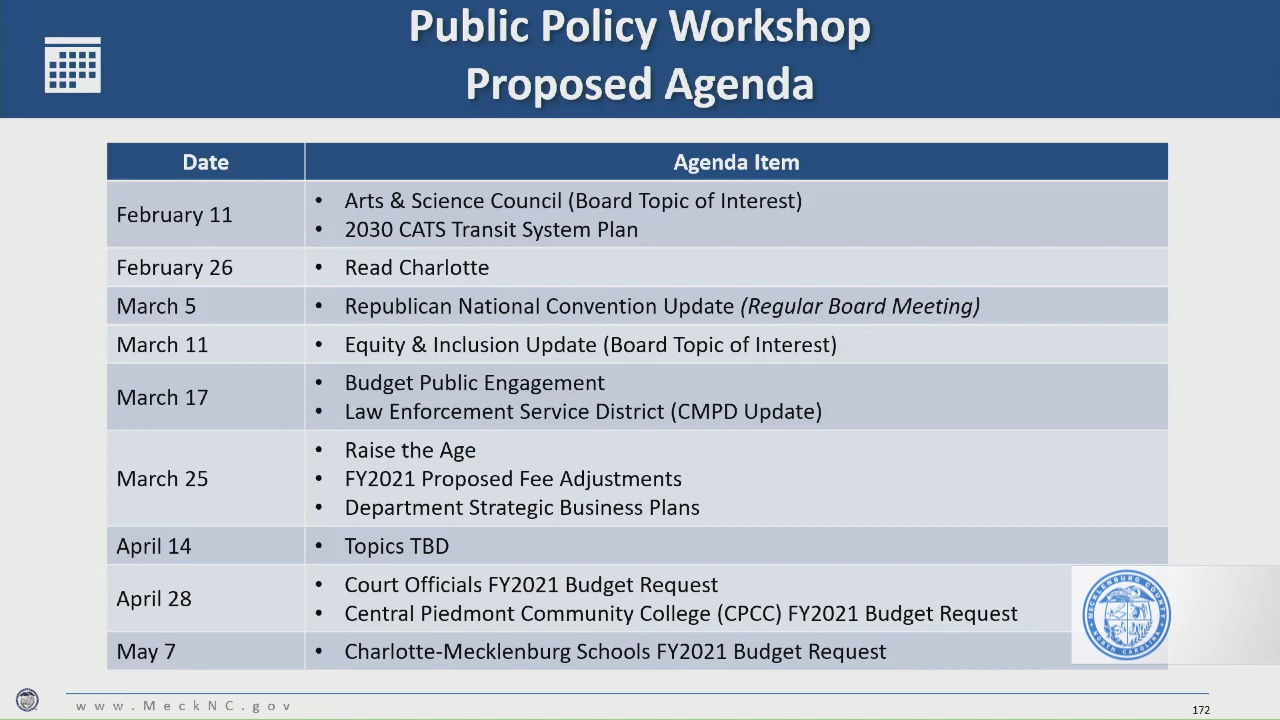 Public Policy Workshop
Proposed Agenda
Date Agenda Item
February 11
• Arts & Science Council (Board Topic of Interest)
• 2030 CATS Transit System Plan
February 26
• Read Charlotte
March 5
• Republican National Convention Update (Regular Board Meeting)
March 11
• Equity & Inclusion Update (Board Topic of Interest)
March 17
• Budget Public Engagement
• Law Enforcement Service District (CMPD Update)
March 25
• Raise the Age
• FY2021 Proposed Fee Adjustments
• Department Strategic Business Plans
April 14
• Topics TBD
April 28
• Court Officials FY2021 Budget Request
• Central Piedmont Community College (CPCC) FY2021 Budget Request
May 7
• Charlotte-Mecklenburg Schools FY2021 Budget Request
MECKLENBURG COUNTY
NORTH CAROLINA
www.MeckNC.gov
172